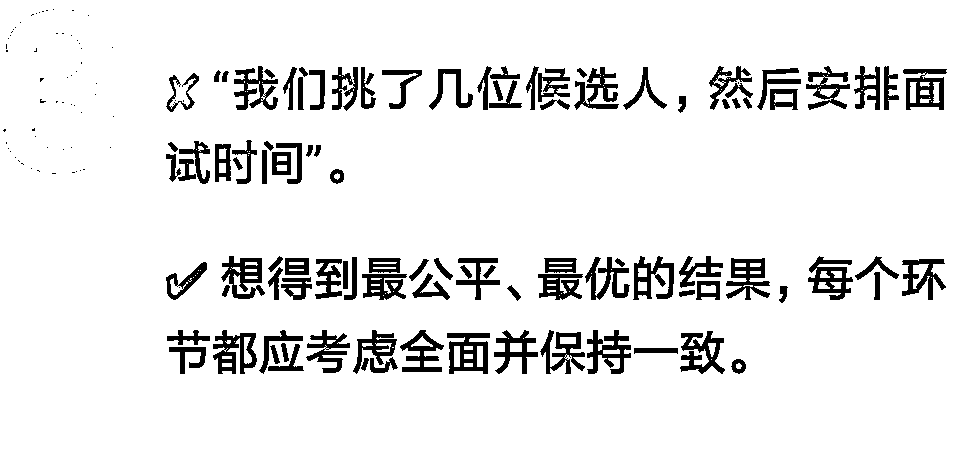 3
✗ “我们挑了几位候选人，然后安排面
试时间”。
✔ 想得到最公平、最优的结果，每个环
节都应考虑全面并保持一致。